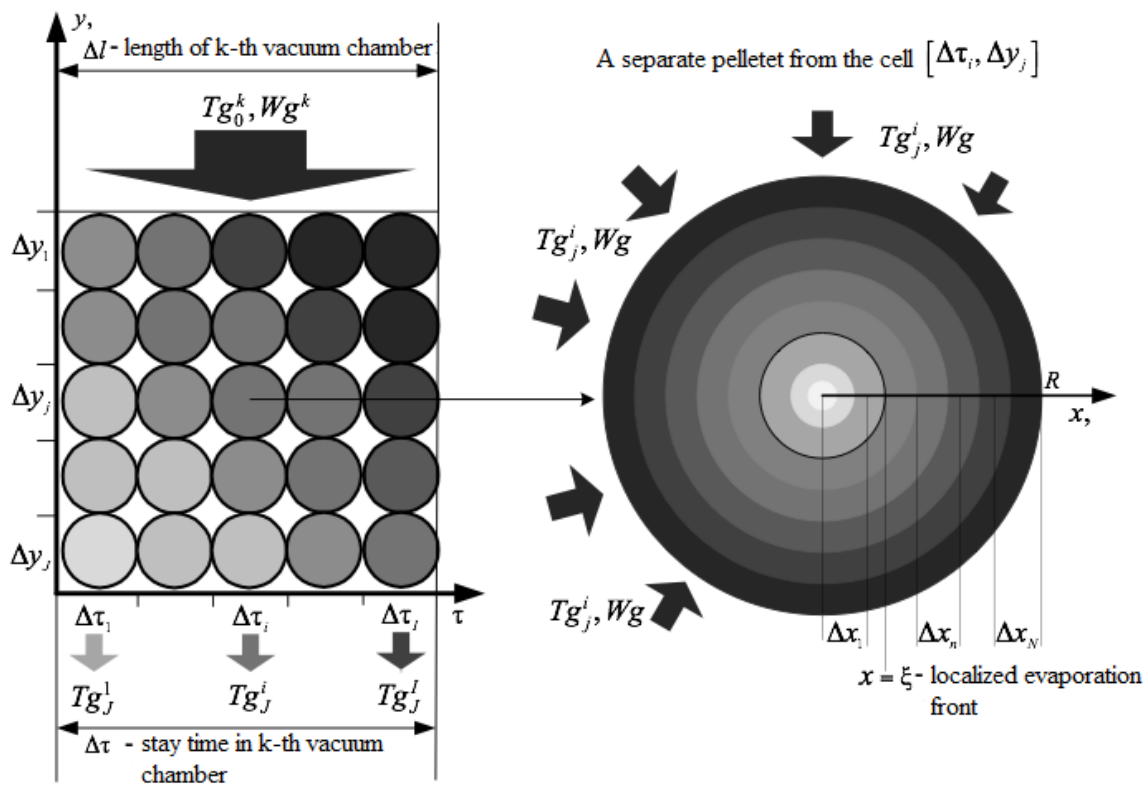 y,
Δl - length of k-th vacuum chamber
Tg₀ᵏ, Wgᵏ
Δy₁
Δyⱼ
Δy_J
Δτ₁ Δτᵢ Δτ_I τ
Tg_J¹ Tg_Jⁱ Tg_J^I
Δτ - stay time in k-th vacuum
chamber
A separate pelletet from the cell [Δτᵢ, Δyⱼ]
Tgⱼⁱ, Wg
Tgⱼⁱ, Wg
Tgⱼⁱ, Wg
R
x,
Δx₁ Δxₙ Δx_N
x = ξ - localized evaporation
front